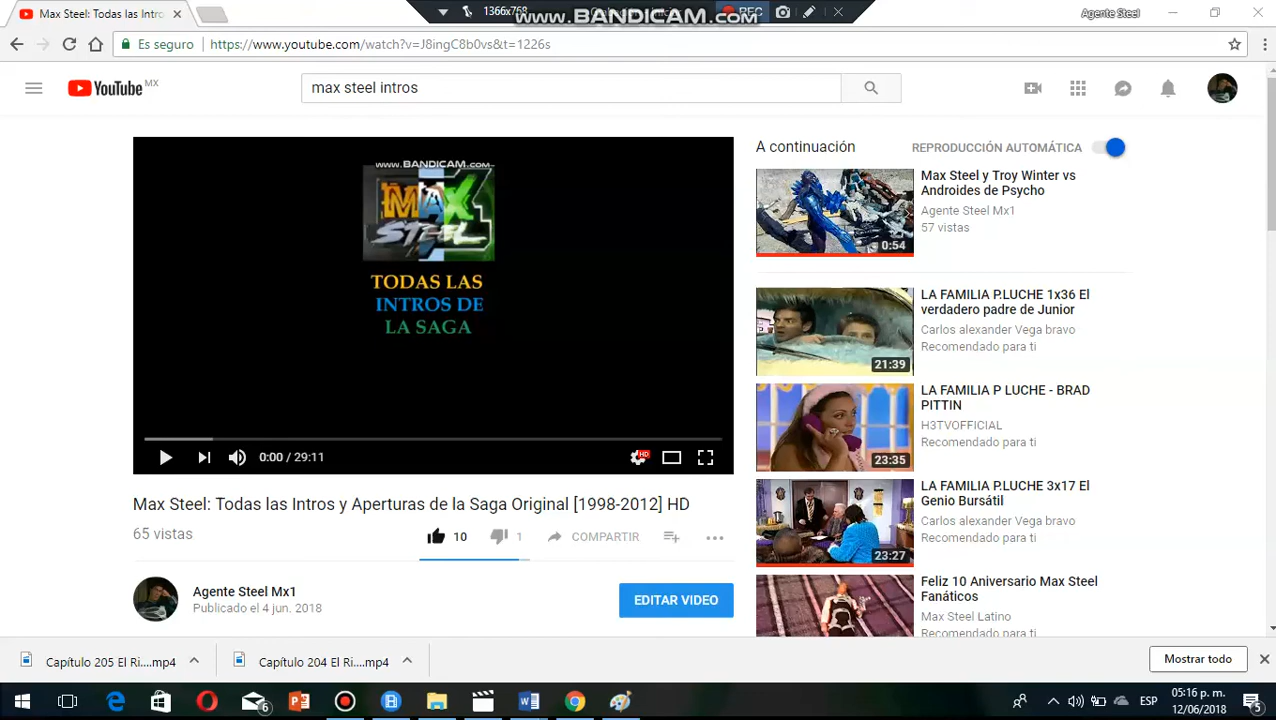 Max Steel: Todas las Intro
1366x768
www.BANDICAM.com
REC
Agente Steel
Es seguro
https://www.youtube.com/watch?v=J8ingC8b0vs&t=1226s
YouTube MX
max steel intros
www.BANDICAM.com
MAX
STEEL
TODAS LAS
INTROS DE
LA SAGA
0:00 / 29:11
HD
Max Steel: Todas las Intros y Aperturas de la Saga Original [1998-2012] HD
65 vistas
10
1
COMPARTIR
Agente Steel Mx1
Publicado el 4 jun. 2018
EDITAR VIDEO
A continuación
REPRODUCCIÓN AUTOMÁTICA
Max Steel y Troy Winter vs
Androides de Psycho
Agente Steel Mx1
57 vistas
0:54
LA FAMILIA P.LUCHE 1x36 El
verdadero padre de Junior
Carlos alexander Vega bravo
Recomendado para ti
21:39
LA FAMILIA P LUCHE - BRAD
PITTIN
H3TVOFFICIAL
Recomendado para ti
23:35
LA FAMILIA P.LUCHE 3x17 El
Genio Bursátil
Carlos alexander Vega bravo
Recomendado para ti
23:27
Feliz 10 Aniversario Max Steel
Fanáticos
Max Steel Latino
Recomendado para ti
Capítulo 205 El Ri....mp4
Capítulo 204 El Ri....mp4
Mostrar todo
6
ESP
05:16 p. m.
12/06/2018
5